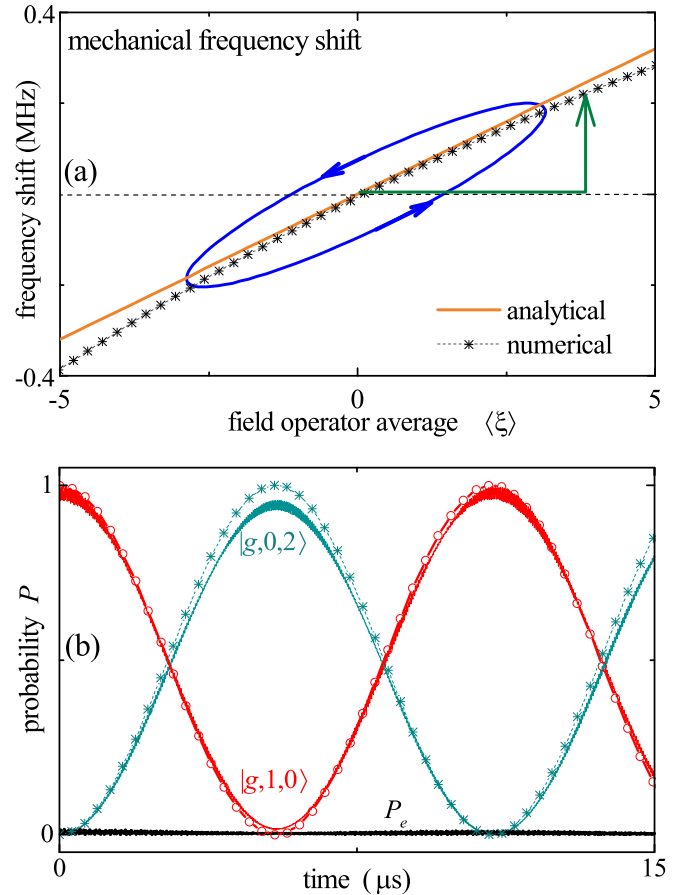 0.4
mechanical frequency shift
frequency shift (MHz)
(a)
analytical
numerical
-0.4
-5
0
5
field operator average ⟨ξ⟩
1
|g,0,2⟩
probability P
(b)
|g,1,0⟩
P_e
0
0
15
time ( μs)